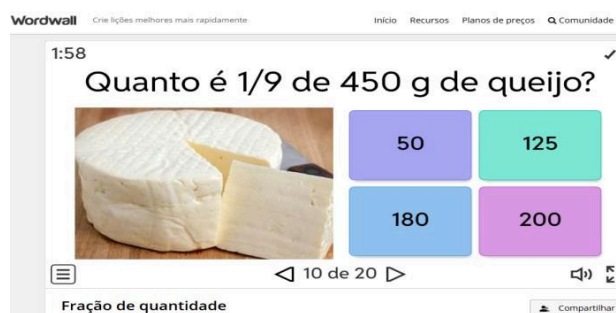 Wordwall Crie lições melhores mais rapidamente Início Recursos Planos de preços Comunidade
1:58
Quanto é 1/9 de 450 g de queijo?
50 125
180 200
10 de 20
Fração de quantidade Compartilhar